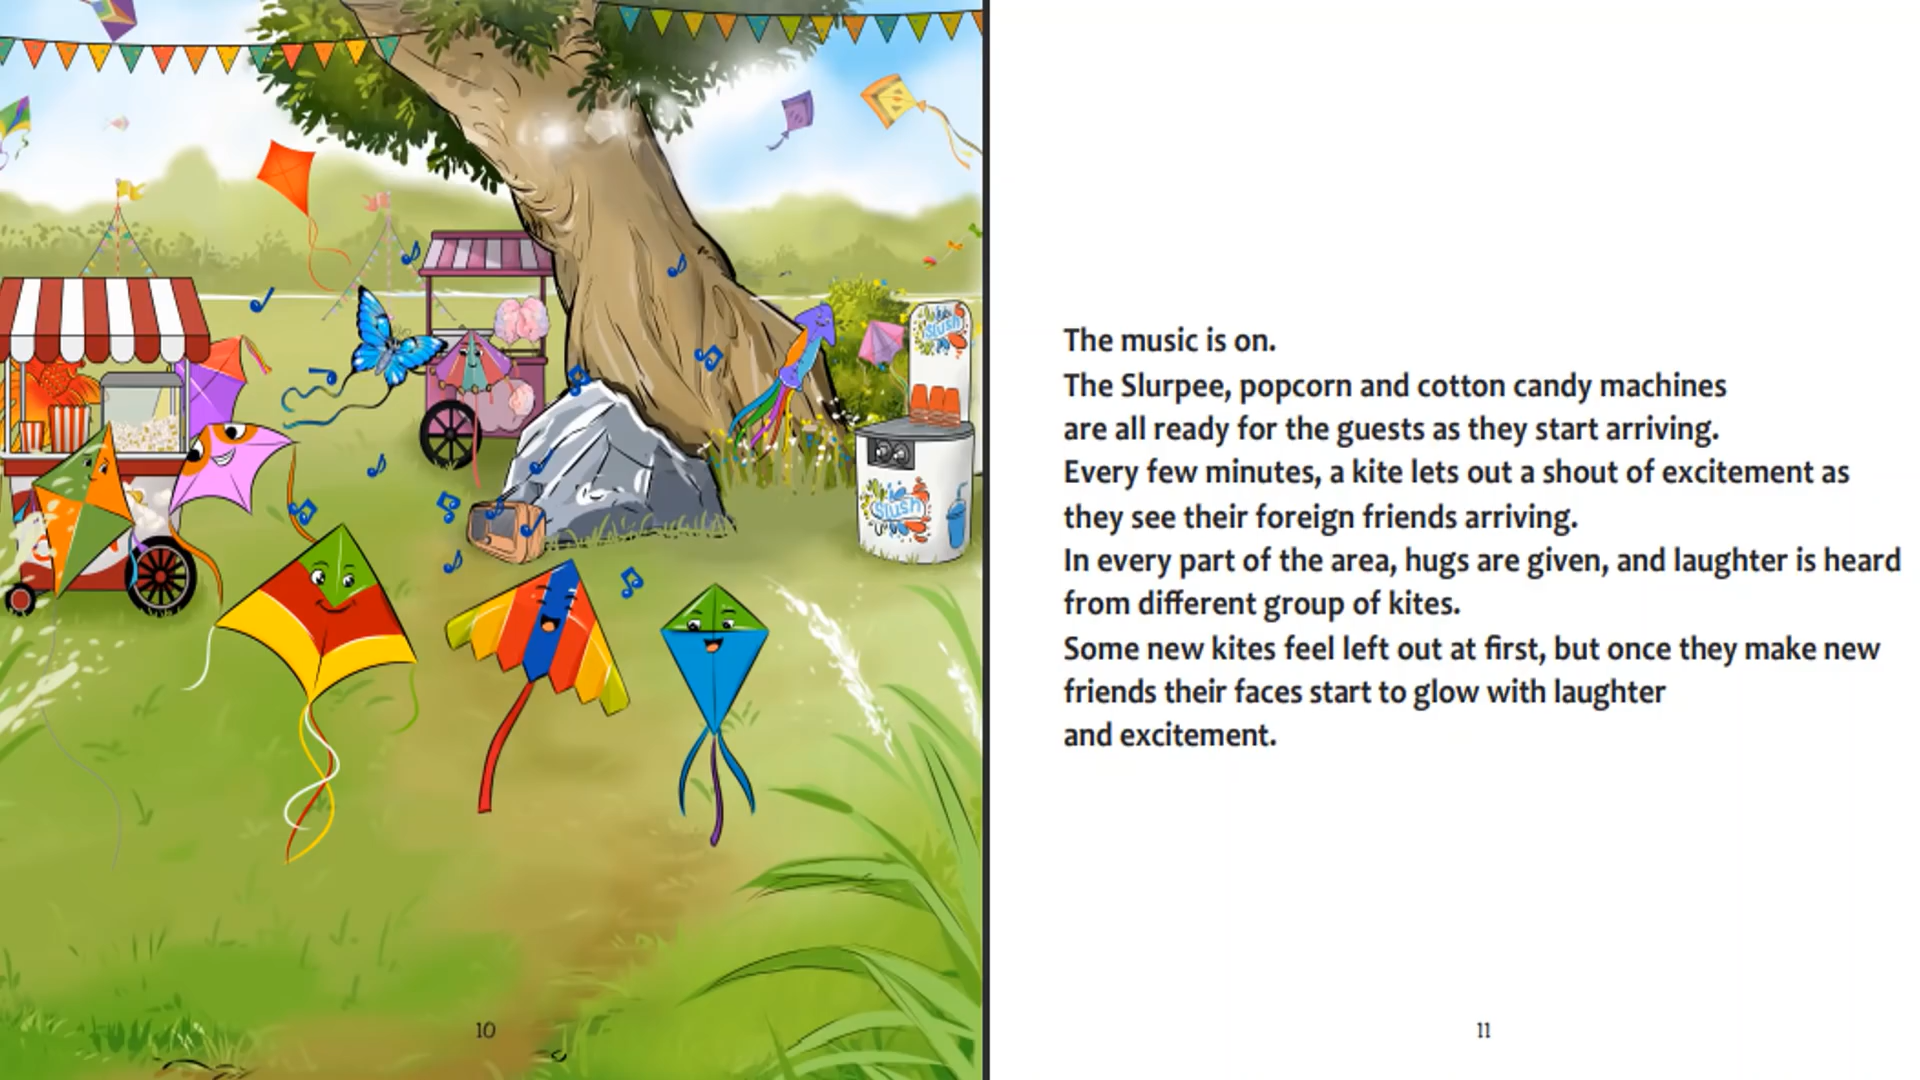 Slush
Slush
10
The music is on.
The Slurpee, popcorn and cotton candy machines
are all ready for the guests as they start arriving.
Every few minutes, a kite lets out a shout of excitement as
they see their foreign friends arriving.
In every part of the area, hugs are given, and laughter is heard
from different group of kites.
Some new kites feel left out at first, but once they make new
friends their faces start to glow with laughter
and excitement.
11